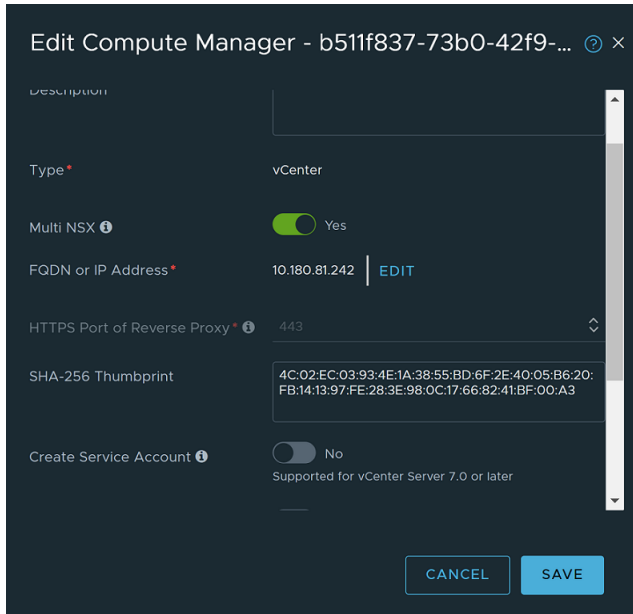 Edit Compute Manager - b511f837-73b0-42f9-...
Description
Type*
vCenter
Multi NSX
Yes
FQDN or IP Address*
10.180.81.242
EDIT
HTTPS Port of Reverse Proxy*
443
SHA-256 Thumbprint
4C:02:EC:03:93:4E:1A:38:55:BD:6F:2E:40:05:B6:20:
FB:14:13:97:FE:28:3E:98:0C:17:66:82:41:BF:00:A3
Create Service Account
No
Supported for vCenter Server 7.0 or later
CANCEL
SAVE